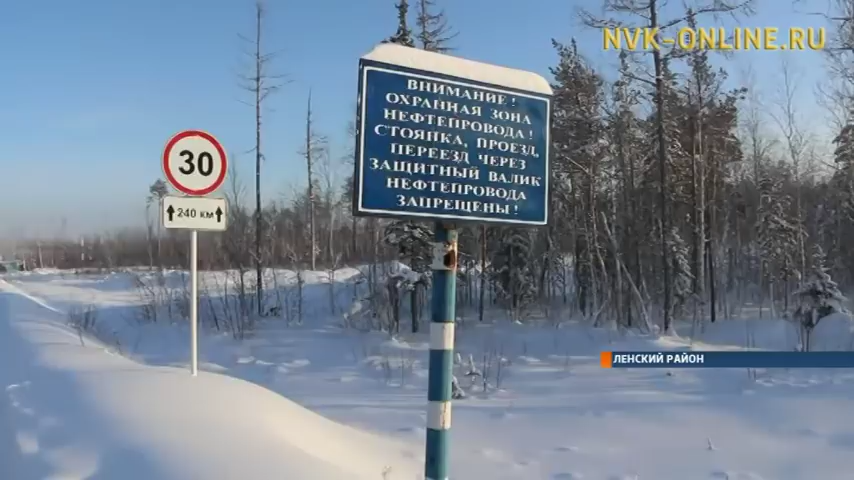 NVK-ONLINE.RU
ВНИМАНИЕ!
ОХРАННАЯ ЗОНА
НЕФТЕПРОВОДА!
СТОЯНКА, ПРОЕЗД,
ПЕРЕЕЗД ЧЕРЕЗ
ЗАЩИТНЫЙ ВАЛИК
НЕФТЕПРОВОДА
ЗАПРЕЩЕНЫ!
30
240 км
ЛЕНСКИЙ РАЙОН